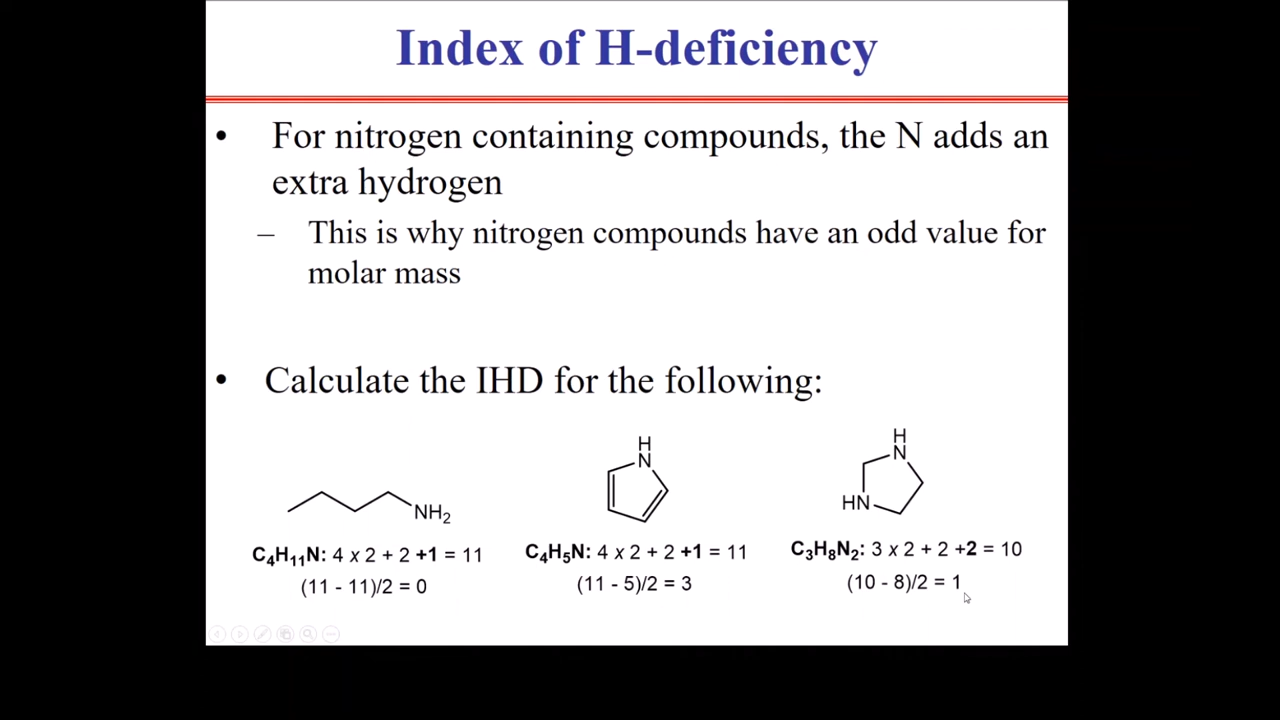 Index of H-deficiency
• For nitrogen containing compounds, the N adds an
extra hydrogen
– This is why nitrogen compounds have an odd value for
molar mass
• Calculate the IHD for the following:
NH₂
H
N
H
N
HN
C₄H₁₁N: 4 x 2 + 2 +1 = 11
(11 - 11)/2 = 0
C₄H₅N: 4 x 2 + 2 +1 = 11
(11 - 5)/2 = 3
C₃H₈N₂: 3 x 2 + 2 +2 = 10
(10 - 8)/2 = 1